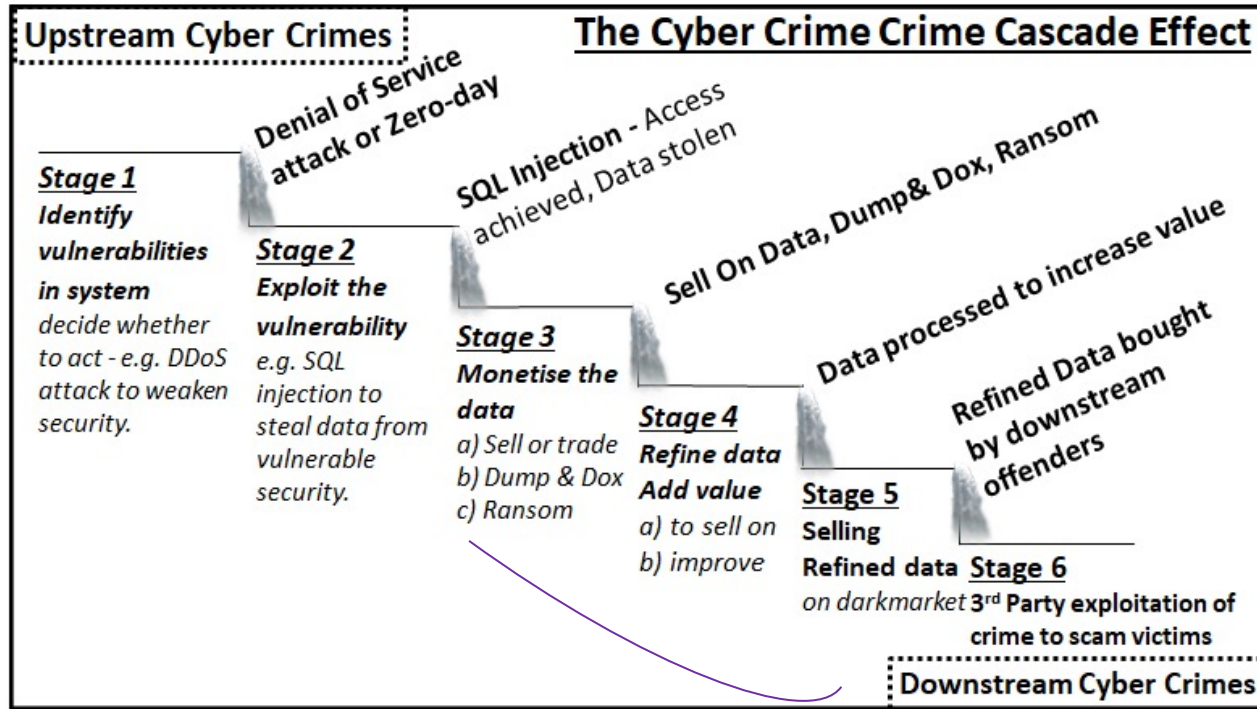 Upstream Cyber Crimes
The Cyber Crime Crime Cascade Effect
Denial of Service
attack or Zero-day
SQL Injection - Access
achieved, Data stolen
Sell On Data, Dump& Dox, Ransom
Data processed to increase value
Refined Data bought
by downstream
offenders
Stage 1
Identify
vulnerabilities
in system
decide whether
to act - e.g. DDoS
attack to weaken
security.
Stage 2
Exploit the
vulnerability
e.g. SQL
injection to
steal data from
vulnerable
security.
Stage 3
Monetise the
data
a) Sell or trade
b) Dump & Dox
c) Ransom
Stage 4
Refine data
Add value
a) to sell on
b) improve
Stage 5
Selling
Refined data
on darkmarket
Stage 6
3rd Party exploitation of
crime to scam victims
Downstream Cyber Crimes